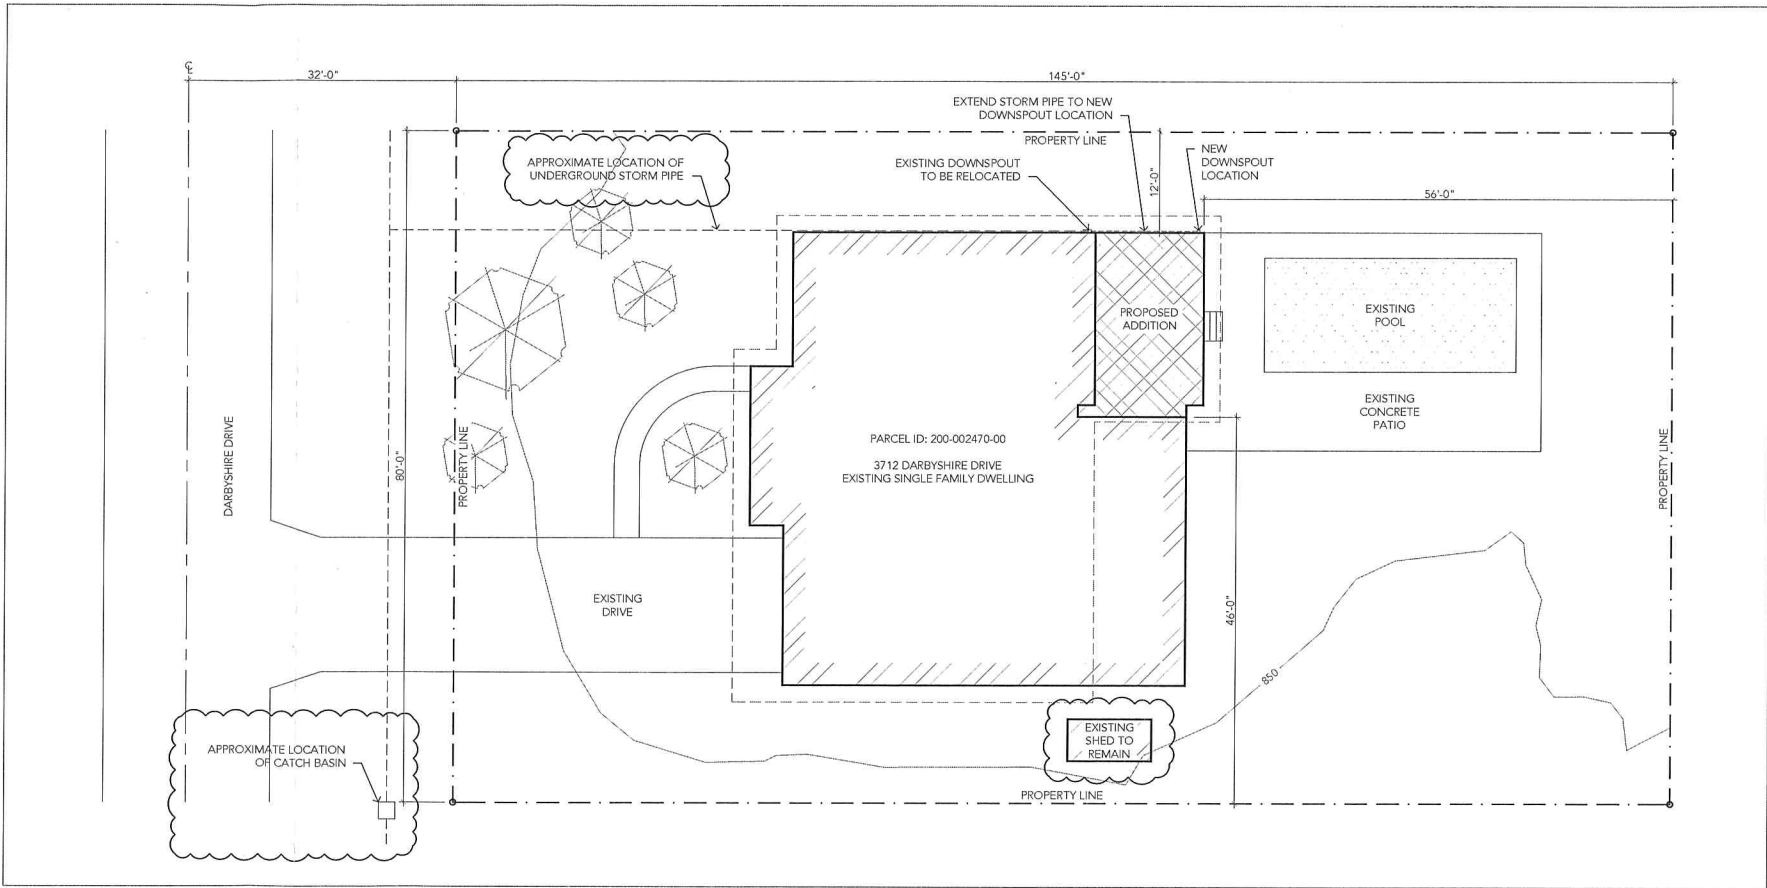 ℄
32'-0"
145'-0"
EXTEND STORM PIPE TO NEW
DOWNSPOUT LOCATION
PROPERTY LINE
NEW
DOWNSPOUT
LOCATION
APPROXIMATE LOCATION OF
UNDERGROUND STORM PIPE
EXISTING DOWNSPOUT
TO BE RELOCATED
12'-0"
56'-0"
PROPOSED
ADDITION
EXISTING
POOL
EXISTING
CONCRETE
PATIO
DARBYSHIRE DRIVE
80'-0"
PROPERTY LINE
PARCEL ID: 200-002470-00
3712 DARBYSHIRE DRIVE
EXISTING SINGLE FAMILY DWELLING
PROPERTY LINE
EXISTING
DRIVE
46'-0"
850
APPROXIMATE LOCATION
OF CATCH BASIN
EXISTING
SHED TO
REMAIN
PROPERTY LINE